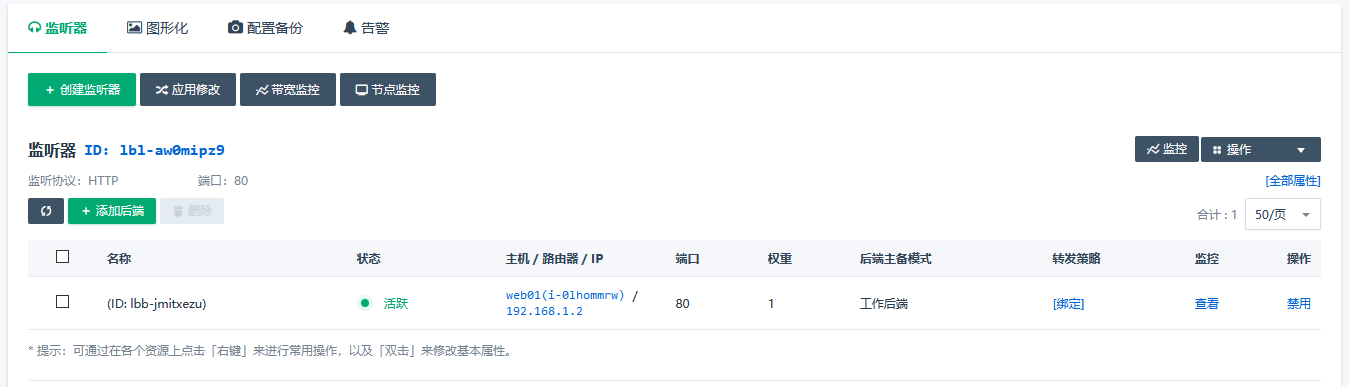 监听器 图形化 配置备份 告警
+ 创建监听器 应用修改 带宽监控 节点监控
监听器 ID: lbl-aw0mipz9 监控 操作
监听协议: HTTP 端口: 80 [全部属性]
+ 添加后端 删除 合计 : 1 50/页
名称 状态 主机 / 路由器 / IP 端口 权重 后端主备模式 转发策略 监控 操作
(ID: lbb-jmitxezu) 活跃 web01(i-0lhommrw) / 80 1 工作后端 [绑定] 查看 禁用
192.168.1.2
* 提示：可通过在各个资源上点击「右键」来进行常用操作，以及「双击」来修改基本属性。